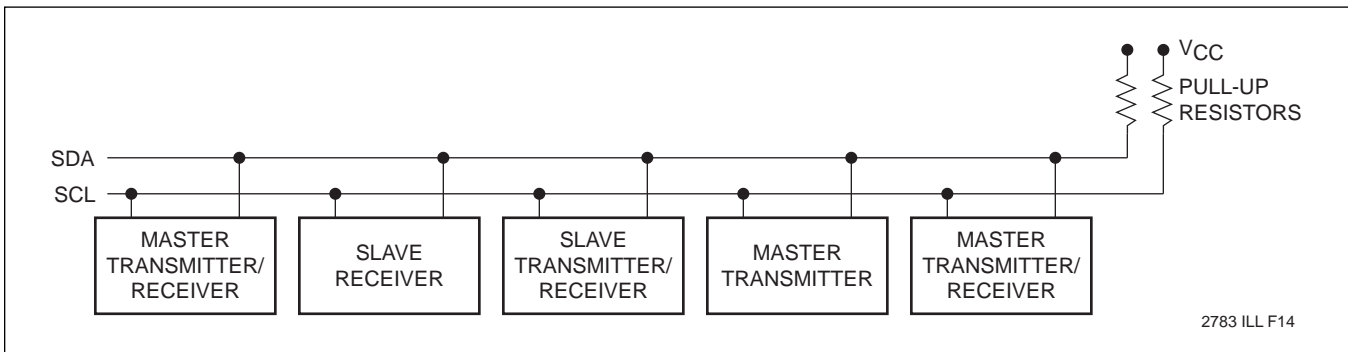 VCC
PULL-UP
RESISTORS
SDA
SCL
MASTER
TRANSMITTER/
RECEIVER
SLAVE
RECEIVER
SLAVE
TRANSMITTER/
RECEIVER
MASTER
TRANSMITTER
MASTER
TRANSMITTER/
RECEIVER
2783 ILL F14